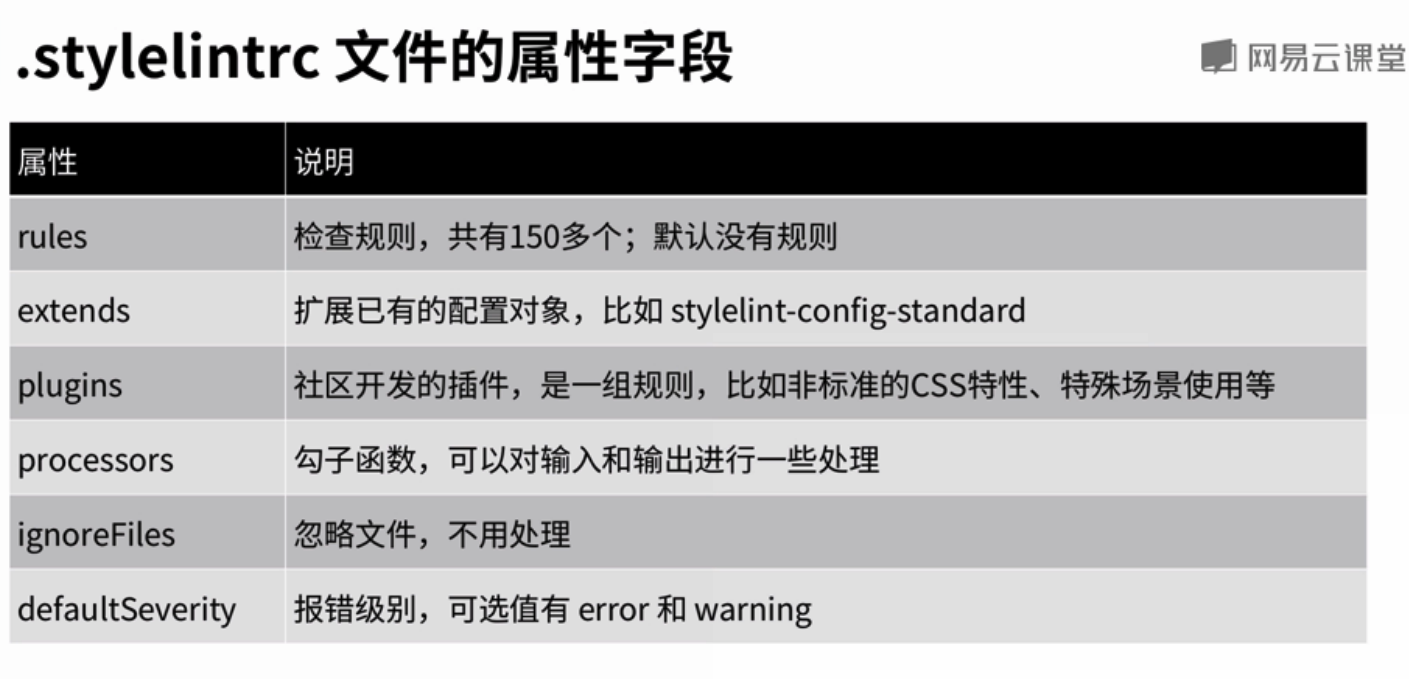 .stylelintrc 文件的属性字段
网易云课堂
属性 说明
rules 检查规则，共有150多个；默认没有规则
extends 扩展已有的配置对象，比如 stylelint-config-standard
plugins 社区开发的插件，是一组规则，比如非标准的CSS特性、特殊场景使用等
processors 勾子函数，可以对输入和输出进行一些处理
ignoreFiles 忽略文件，不用处理
defaultSeverity 报错级别，可选值有 error 和 warning